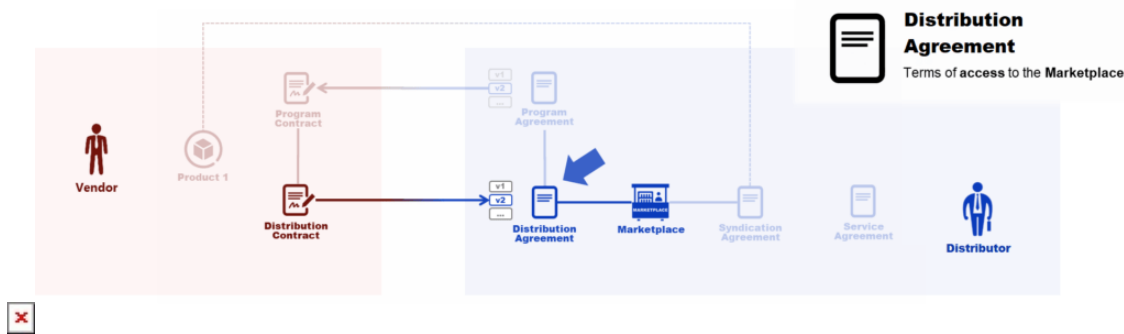 Distribution
Agreement
Terms of access to the Marketplace
v1
v2
...
Program
Contract
Program
Agreement
Vendor
Product 1
v1
v2
...
Distribution
Contract
Distribution
Agreement
MARKETPLACE
Marketplace
Syndication
Agreement
Service
Agreement
Distributor